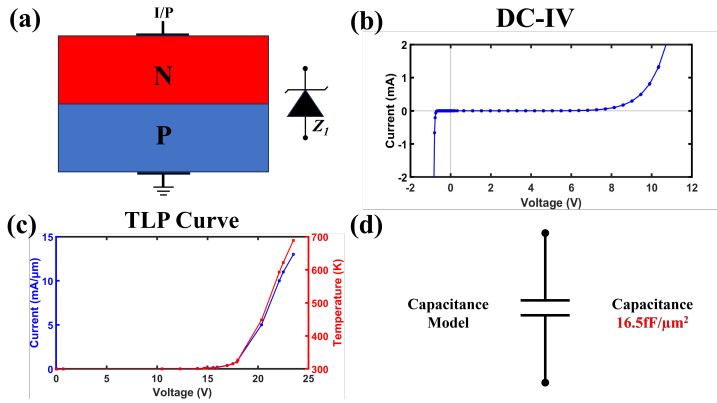 (a)
I/P
N
P
Z1
(b)
DC-IV
Current (mA)
2
1
0
-1
-2
-2 0 2 4 6 8 10 12
Voltage (V)
(c)
TLP Curve
Current (mA/μm)
15
10
5
0
0 5 10 15 20 25
Voltage (V)
700
600
500
400
300
Temperature (K)
(d)
Capacitance
Model
Capacitance
16.5fF/μm²